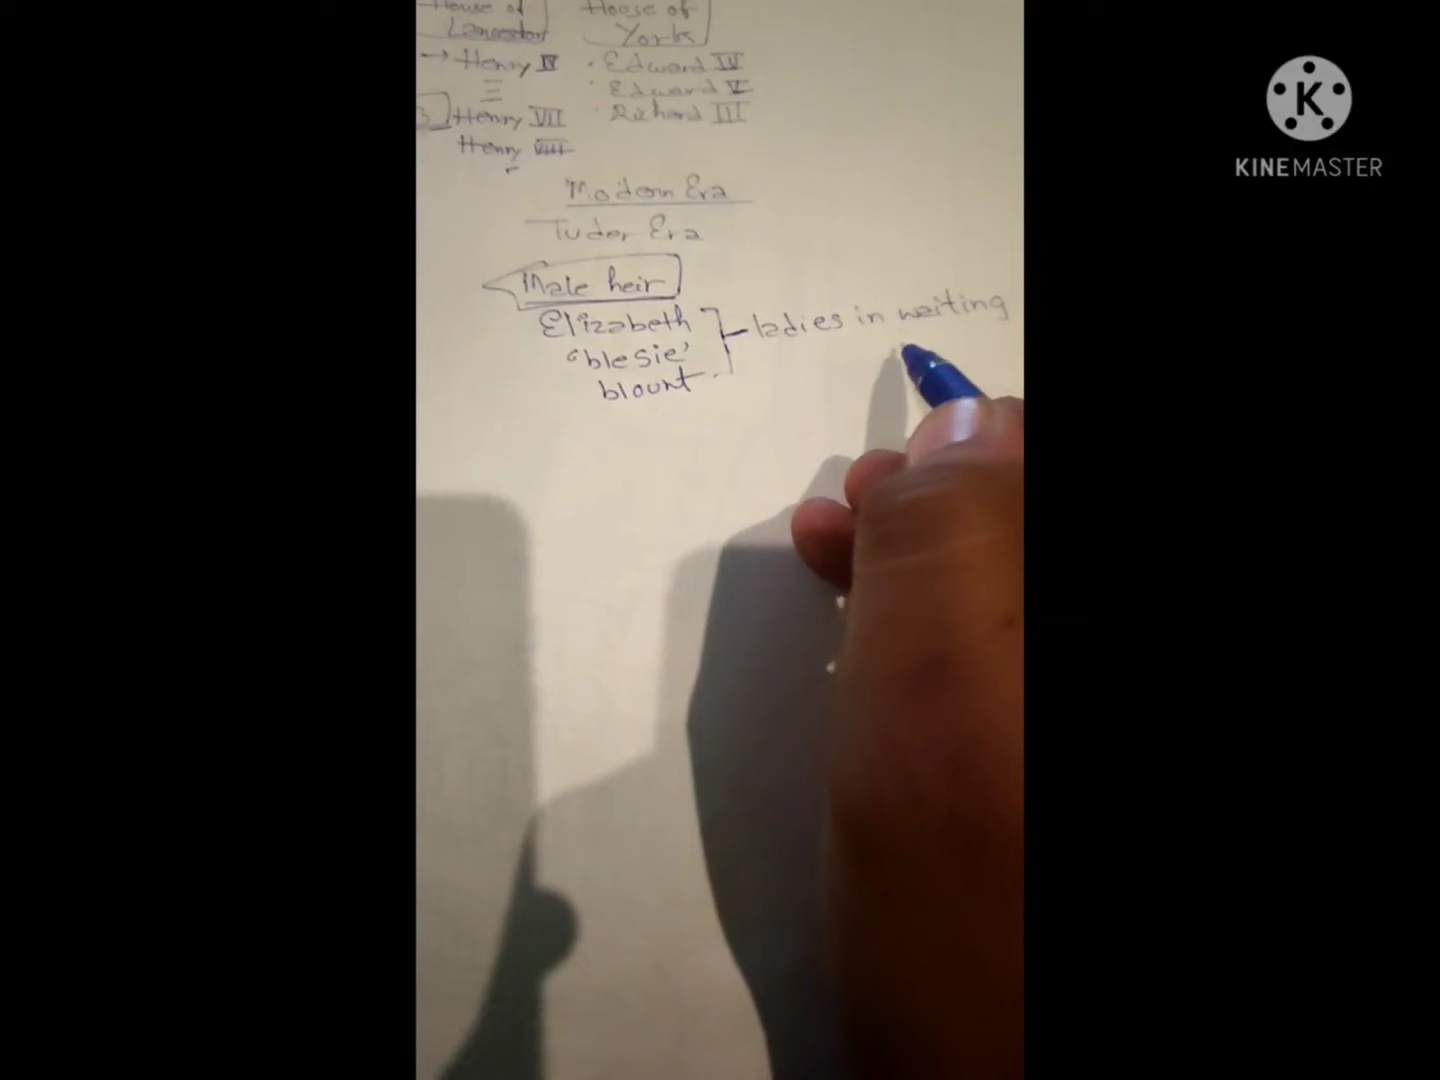 House of
Lancaster
House of
York
→ Henry IV
Henry VII
Henry VIII
· Edward IV
· Edward V
· Richard III
Modern Era
Tuder Era
Male heir
Elizabeth
'blesie'
blount
ladies in waiting
K
KINEMASTER